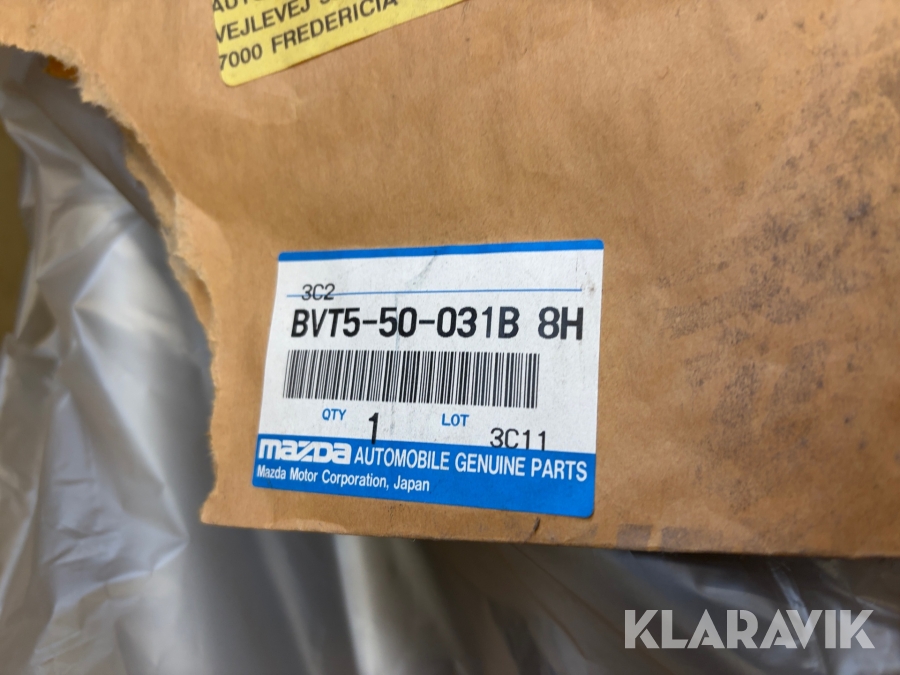 VEJLEVEJ
7000 FREDERICIA
3C2
BVT5-50-031B 8H
QTY 1 LOT 3C11
mazda AUTOMOBILE GENUINE PARTS
Mazda Motor Corporation, Japan
KLARAVIK